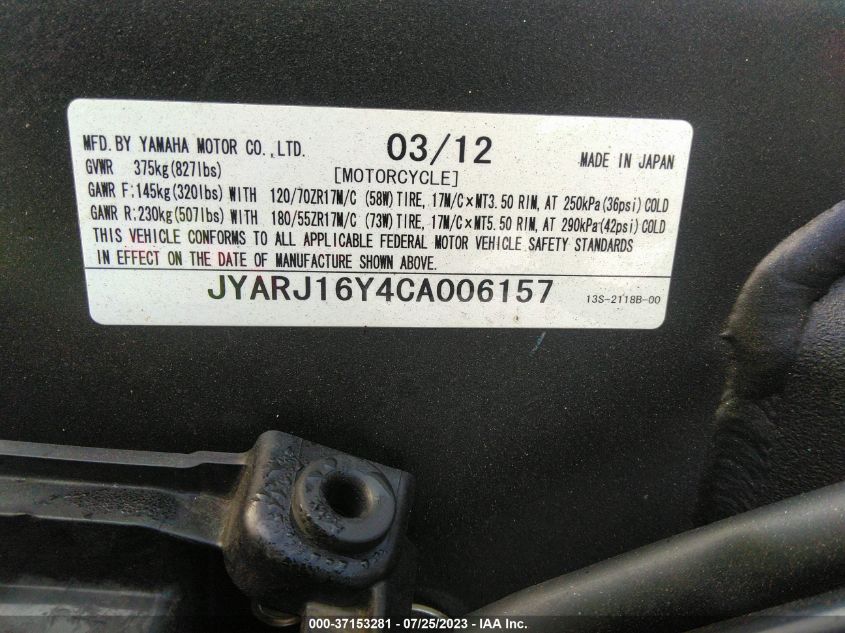 MFD. BY YAMAHA MOTOR CO., LTD. 03/12 MADE IN JAPAN
GVWR 375kg(827lbs) [MOTORCYCLE]
GAWR F:145kg(320lbs) WITH 120/70ZR17M/C (58W)TIRE, 17M/C×MT3.50 RIM, AT 250kPa(36psi)COLD
GAWR R:230kg(507lbs) WITH 180/55ZR17M/C (73W)TIRE, 17M/C×MT5.50 RIM, AT 290kPa(42psi)COLD
THIS VEHICLE CONFORMS TO ALL APPLICABLE FEDERAL MOTOR VEHICLE SAFETY STANDARDS
IN EFFECT ON THE DATE OF MANUFACTURE SHOWN ABOVE.
JYARJ16Y4CA006157 13S-2118B-00
000-37153281 - 07/25/2023 - IAA Inc.